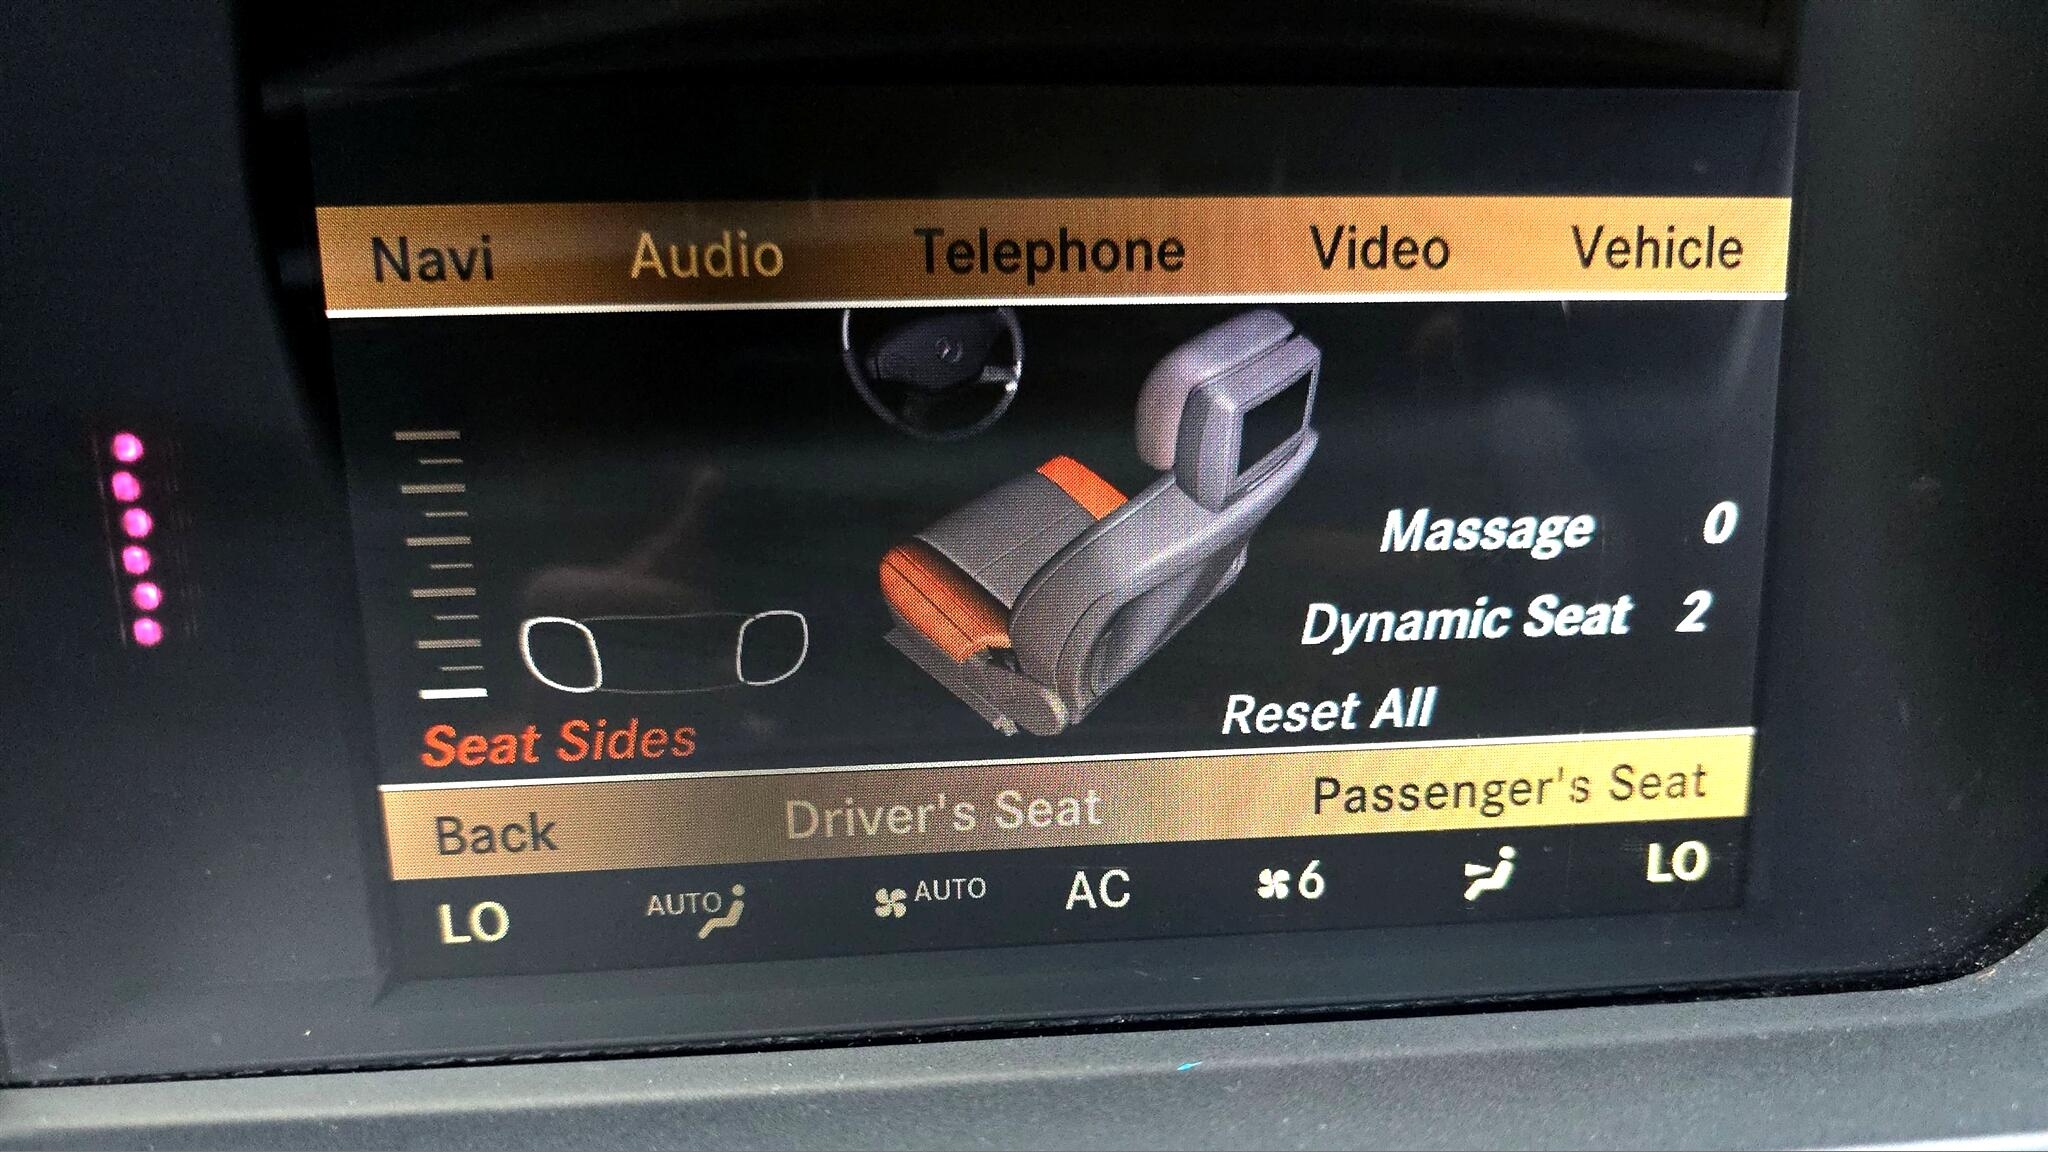 Navi Audio Telephone Video Vehicle
Massage 0
Dynamic Seat 2
Reset All
Seat Sides
Back Driver's Seat Passenger's Seat
LO AUTO AUTO AC 6 LO